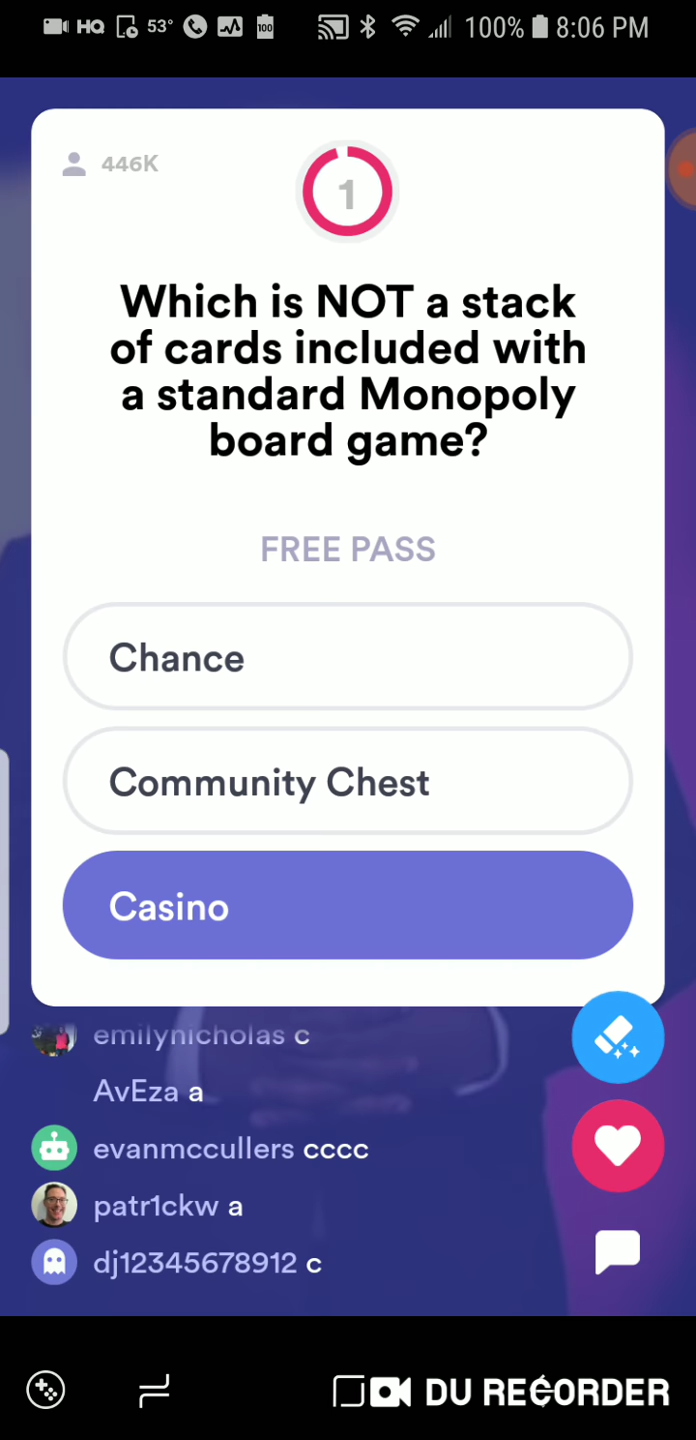 HQ 53° 100 100% 8:06 PM
446K
1
Which is NOT a stack
of cards included with
a standard Monopoly
board game?
FREE PASS
Chance
Community Chest
Casino
emilynicholas c
AvEza a
evanmccullers cccc
patr1ckw a
dj12345678912 c
DU RECORDER